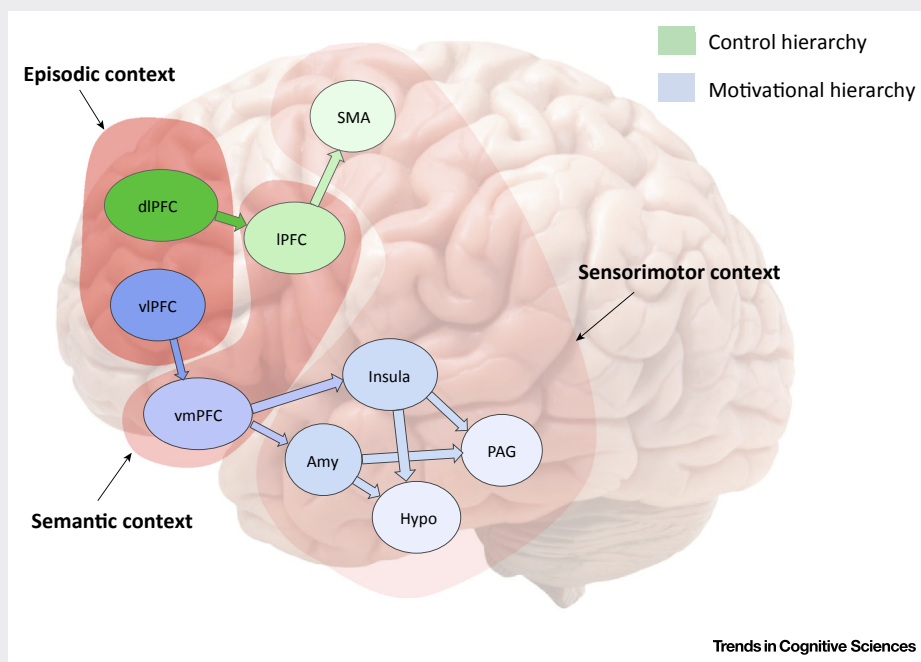 Control hierarchy
Motivational hierarchy
Episodic context
SMA
dlPFC
lPFC
vlPFC
Sensorimotor context
Insula
vmPFC
PAG
Amy
Hypo
Semantic context
Trends in Cognitive Sciences